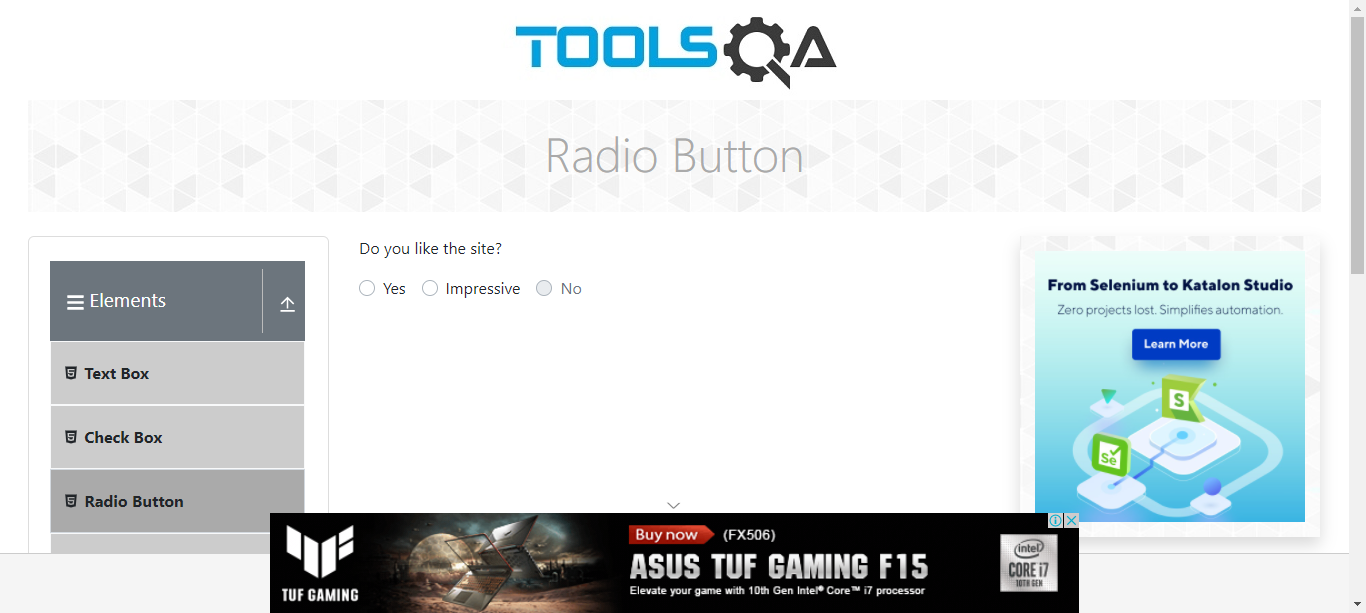 TOOLSQA
Radio Button
Elements
Text Box
Check Box
Radio Button
Do you like the site?
Yes Impressive No
From Selenium to Katalon Studio
Zero projects lost. Simplifies automation.
Learn More
S
Se
TUF GAMING
Buy now (FX506)
ASUS TUF GAMING F15
Elevate your game with 10th Gen Intel® Core™ i7 processor
intel
CORE i7
10TH GEN